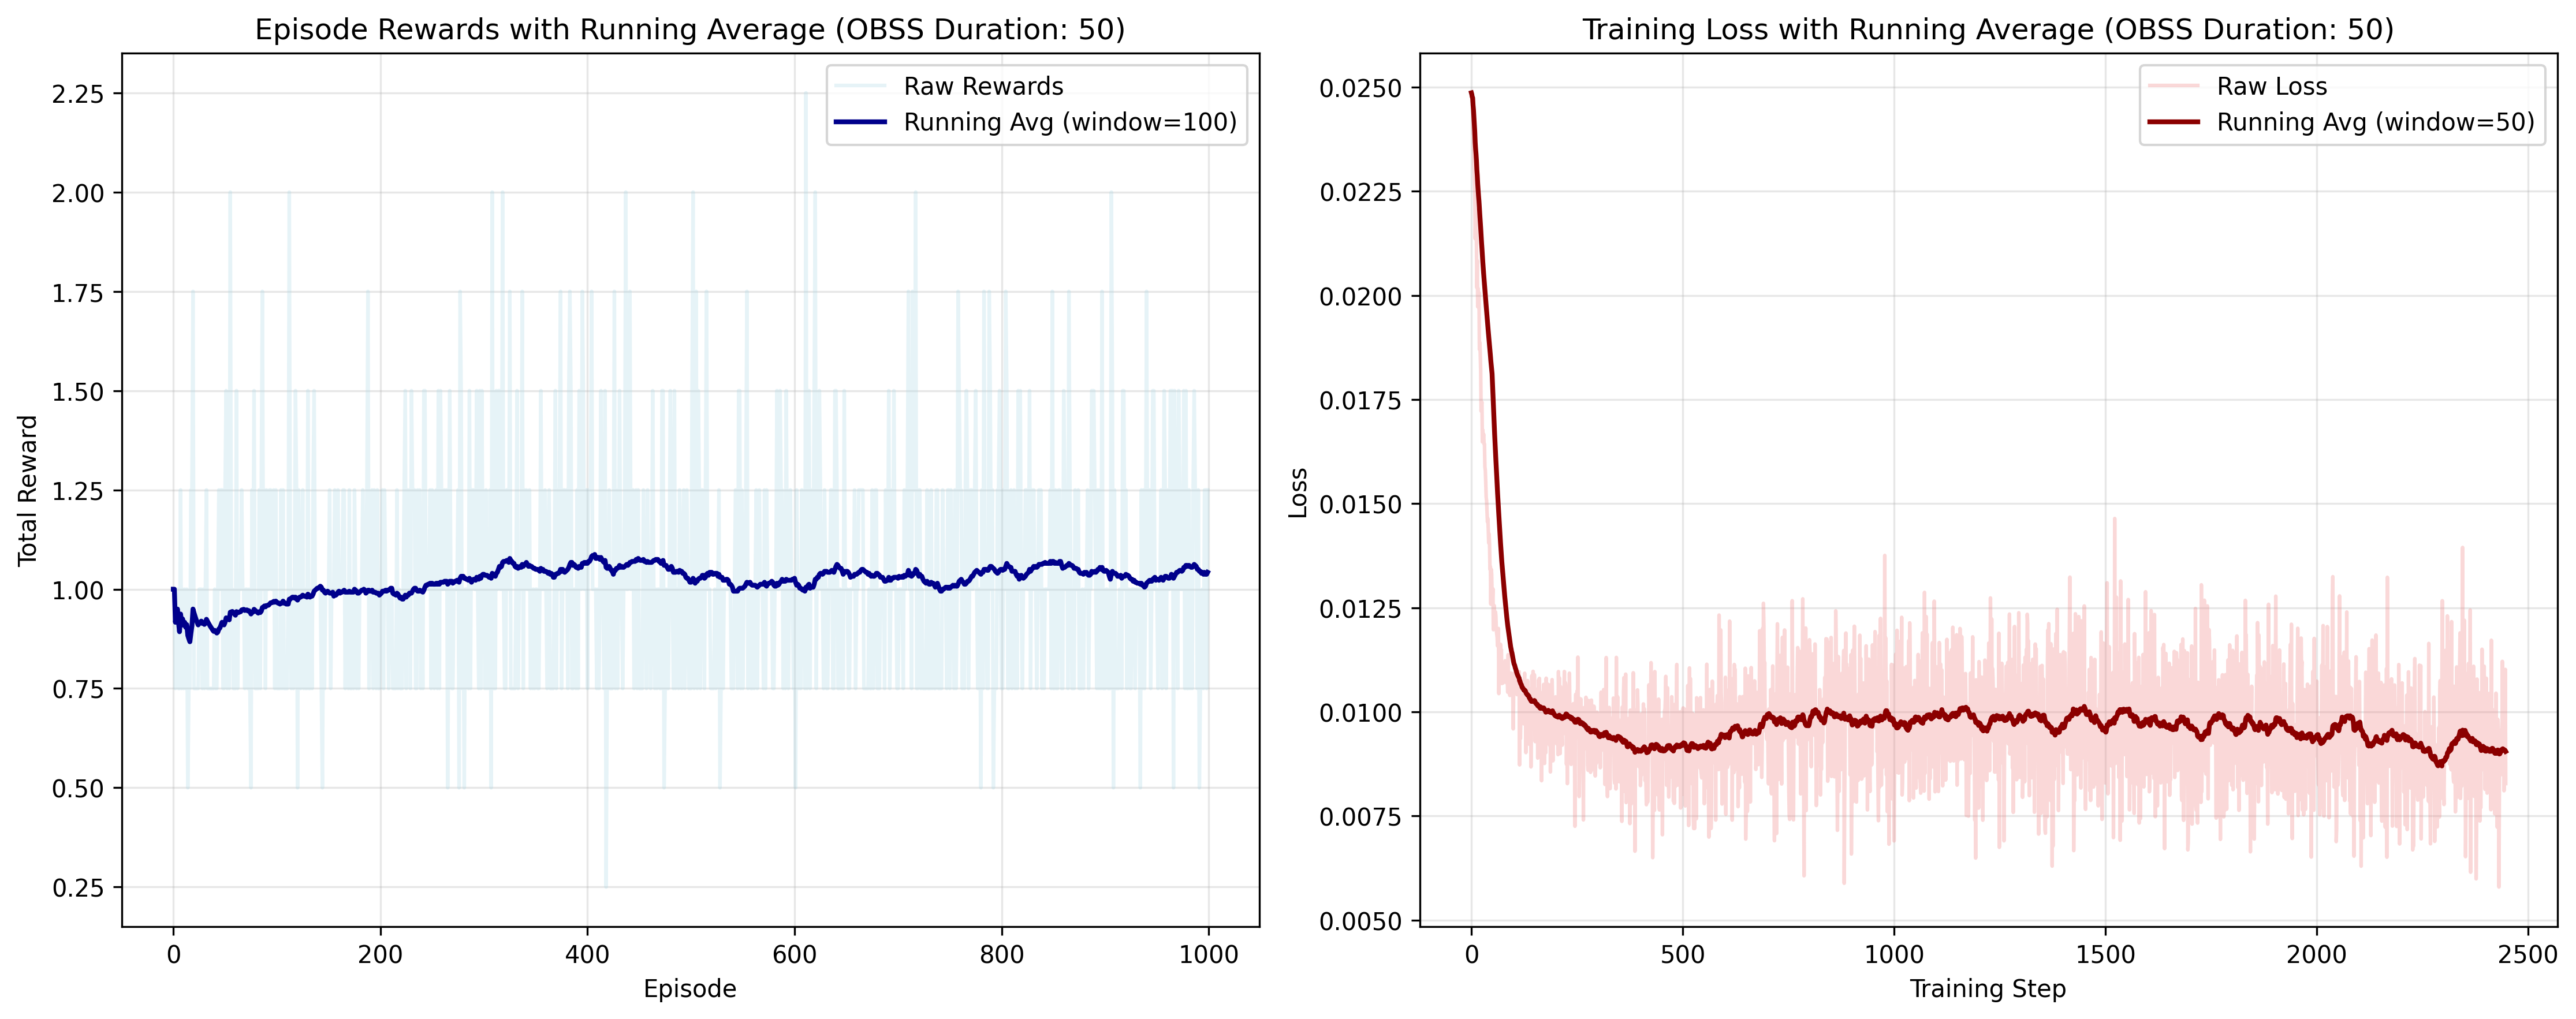 Episode Rewards with Running Average (OBSS Duration: 50)
Raw Rewards
Running Avg (window=100)
Total Reward
2.25
2.00
1.75
1.50
1.25
1.00
0.75
0.50
0.25
0 200 400 600 800 1000
Episode
Training Loss with Running Average (OBSS Duration: 50)
Raw Loss
Running Avg (window=50)
Loss
0.0250
0.0225
0.0200
0.0175
0.0150
0.0125
0.0100
0.0075
0.0050
0 500 1000 1500 2000 2500
Training Step